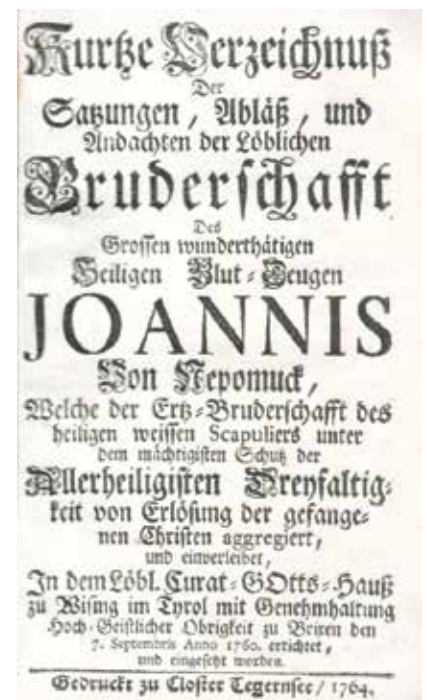 Kurtze Verzeichnuß
Der
Satzungen, Abläß, und
Andachten der Löblichen
Bruderschafft
Des
Grossen wunderthätigen
Heiligen Blut-Zeugen
JOANNIS
Von Nepomuck,
Welche der Ertz-Bruderschafft des
heiligen weissen Scapuliers unter
dem mächtigisten Schutz der
Allerheiligisten Dreyfaltig-
keit von Erlösung der gefange-
nen Christen aggregiert,
und einverleibet,
In dem Löbl. Curat-GOtts-Hauß
zu Wising im Tyrol mit Genehmhaltung
Hoch-Geistlicher Obrigkeit zu Brixen den
7. Septembris Anno 1760. errichtet,
und eingesetzt worden.
Gedruckt zu Closter Tegernsee / 1764.